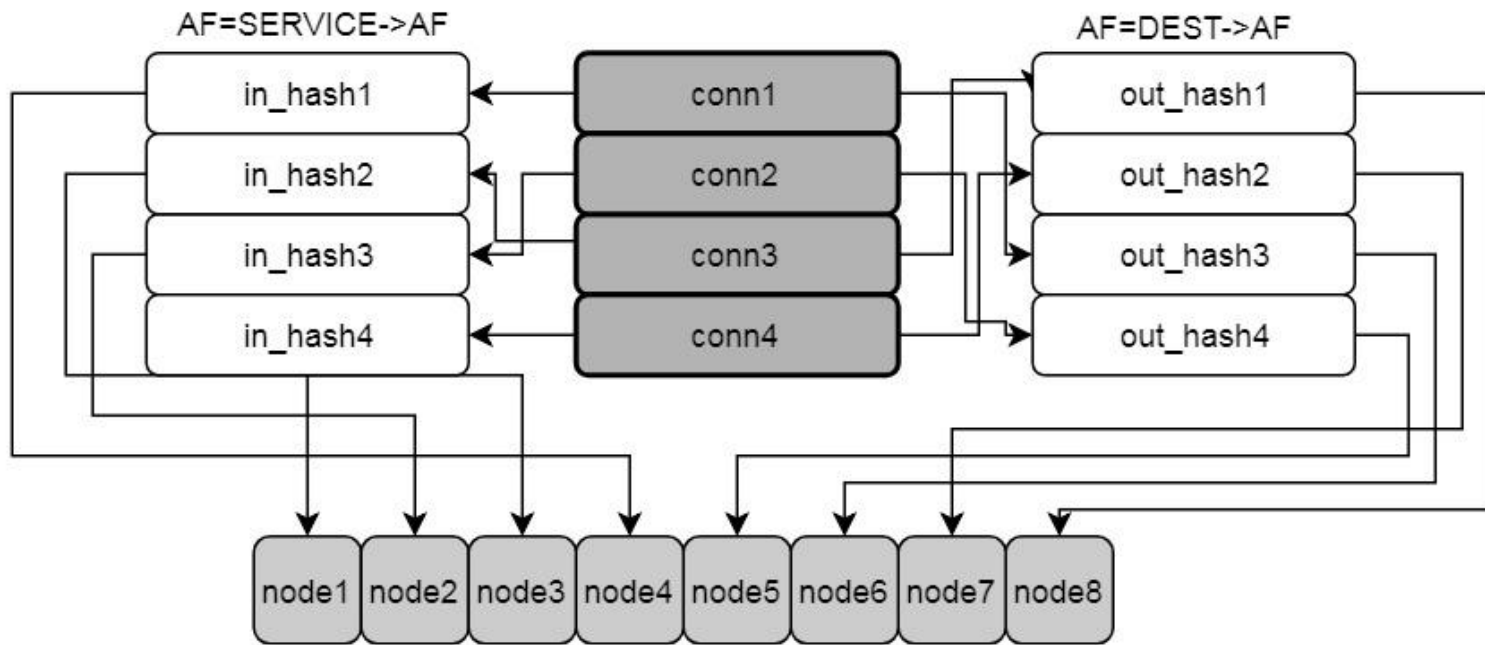 AF=SERVICE->AF
AF=DEST->AF
in_hash1
conn1
out_hash1
in_hash2
conn2
out_hash2
in_hash3
conn3
out_hash3
in_hash4
conn4
out_hash4
node1
node2
node3
node4
node5
node6
node7
node8